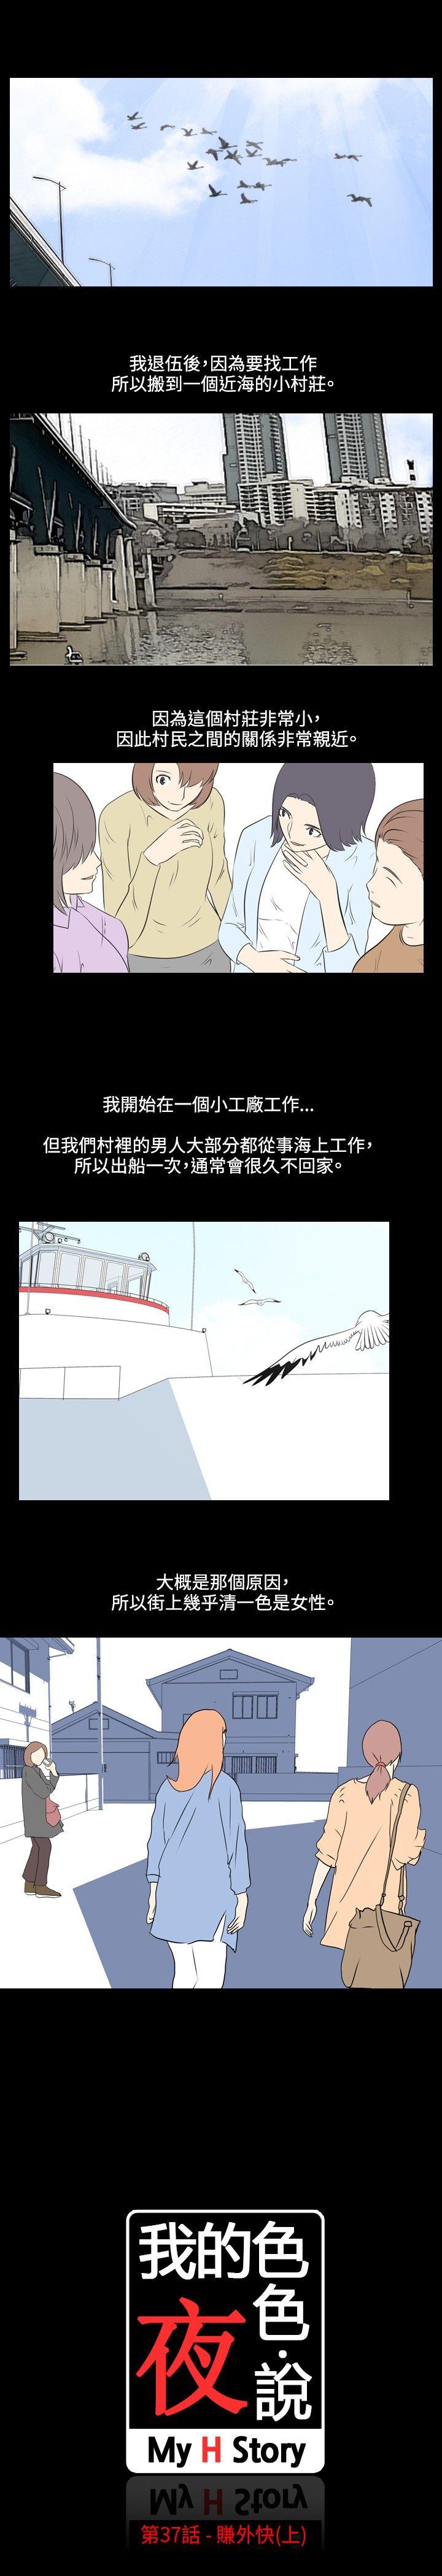 我退伍後，因為要找工作
所以搬到一個近海的小村莊。
因為這個村莊非常小，
因此村民之間的關係非常親近。
我開始在一個小工廠工作...
但我們村裡的男人大部分都從事海上工作，
所以出船一次，通常會很久不回家。
大概是那個原因，
所以街上幾乎清一色是女性。
我的色
色·說
夜
My H Story
第37話 - 賺外快(上)